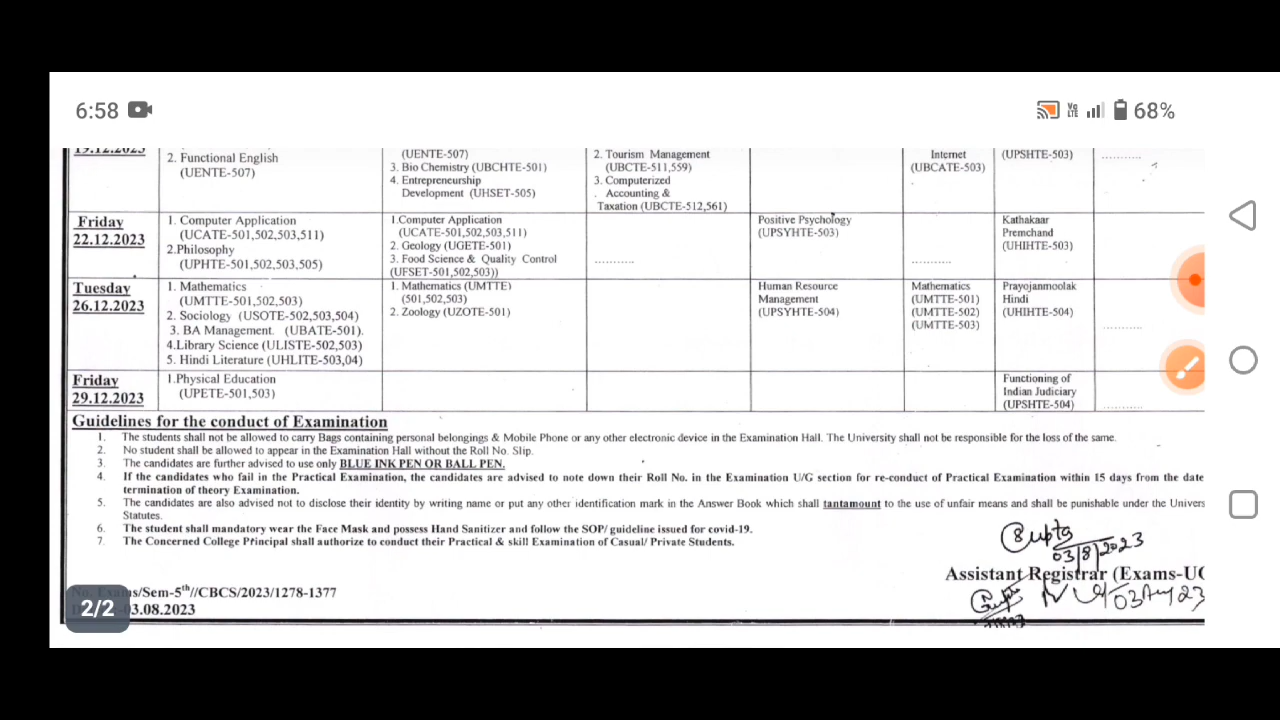 6:58
Vo LTE 68%
19.12.2023
2. Functional English
(UENTE-507)
(UENTE-507)
3. Bio Chemistry (UBCHTE-501)
4. Entrepreneurship
Development (UHSET-505)
2. Tourism Management
(UBCTE-511,559)
3. Computerized
Accounting &
Taxation (UBCTE-512,561)
Internet
(UBCATE-503)
(UPSHTE-503)
............
Friday
22.12.2023
1. Computer Application
(UCATE-501,502,503,511)
2.Philosophy
(UPHTE-501,502,503,505)
1.Computer Application
(UCATE-501,502,503,511)
2. Geology (UGETE-501)
3. Food Science & Quality Control
(UFSET-501,502,503))
............
Positive Psychology
(UPSYHTE-503)
............
Kathakaar
Premchand
(UHIHTE-503)
Tuesday
26.12.2023
1. Mathematics
(UMTTE-501,502,503)
2. Sociology (USOTE-502,503,504)
3. BA Management. (UBATE-501).
4.Library Science (ULISTE-502,503)
5. Hindi Literature (UHLITE-503,04)
1. Mathematics (UMTTE)
(501,502,503)
2. Zoology (UZOTE-501)
Human Resource
Management
(UPSYHTE-504)
Mathematics
(UMTTE-501)
(UMTTE-502)
(UMTTE-503)
Prayojanmoolak
Hindi
(UHIHTE-504)
............
Friday
29.12.2023
1.Physical Education
(UPETE-501,503)
Functioning of
Indian Judiciary
(UPSHTE-504)
............
Guidelines for the conduct of Examination
1. The students shall not be allowed to carry Bags containing personal belongings & Mobile Phone or any other electronic device in the Examination Hall. The University shall not be responsible for the loss of the same.
2. No student shall be allowed to appear in the Examination Hall without the Roll No. Slip.
3. The candidates are further advised to use only BLUE INK PEN OR BALL PEN.
4. If the candidates who fail in the Practical Examination, the candidates are advised to note down their Roll No. in the Examination U/G section for re-conduct of Practical Examination within 15 days from the date
termination of theory Examination.
5. The candidates are also advised not to disclose their identity by writing name or put any other identification mark in the Answer Book which shall tantamount to the use of unfair means and shall be punishable under the Univers
Statutes.
6. The student shall mandatory wear the Face Mask and possess Hand Sanitizer and follow the SOP/ guideline issued for covid-19.
7. The Concerned College Principal shall authorize to conduct their Practical & skill Examination of Casual/ Private Students.
Gupta
03/8/2023
Assistant Registrar (Exams-UG
03 Aug 23
No. Exams/Sem-5th//CBCS/2023/1278-1377
-03.08.2023
2/2